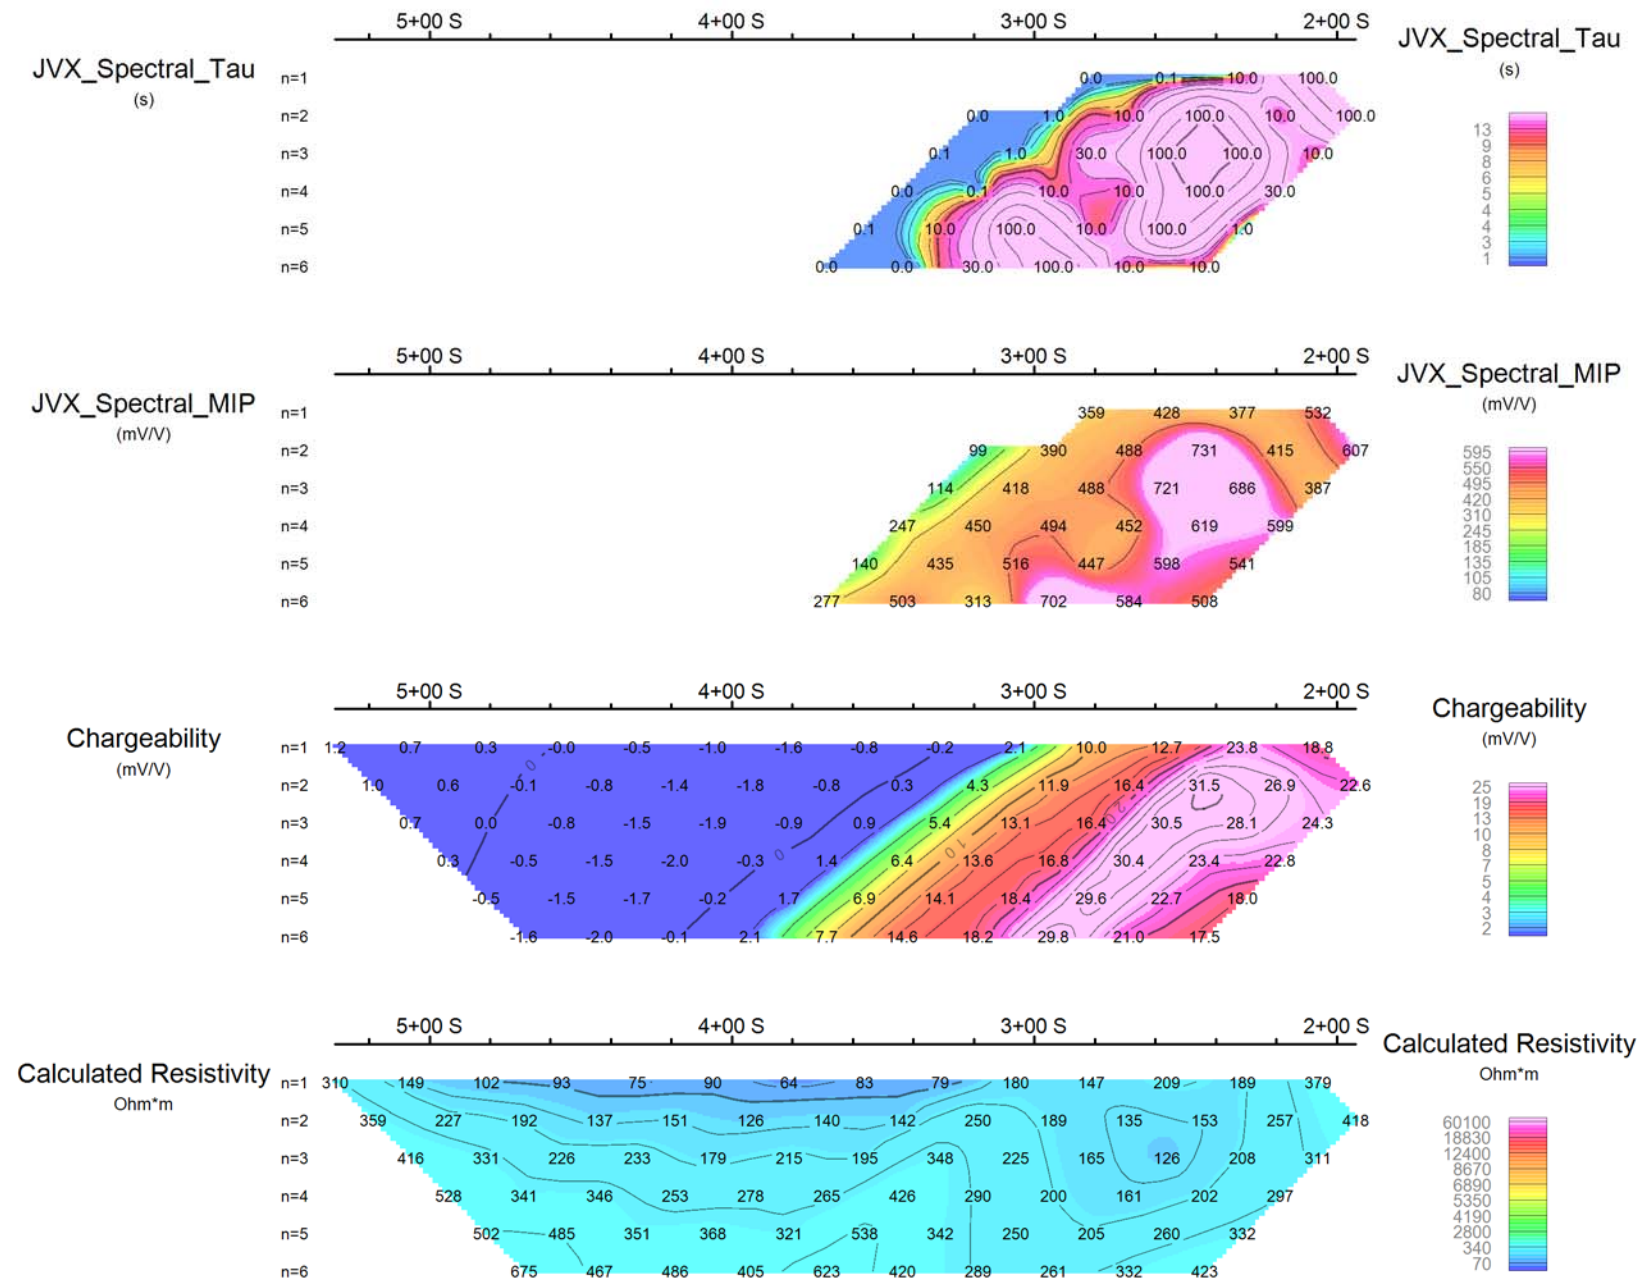 5+00 S 4+00 S 3+00 S 2+00 S
JVX_Spectral_Tau
(s)
n=1 0.0 0.1 10.0 100.0
n=2 0.0 1.0 10.0 100.0 10.0 100.0
n=3 0.1 1.0 30.0 100.0 100.0 10.0
n=4 0.0 0.1 10.0 10.0 100.0 30.0
n=5 0.1 10.0 100.0 10.0 100.0 1.0
n=6 0.0 0.0 30.0 100.0 10.0 10.0
JVX_Spectral_Tau
(s)
13
9
8
6
5
4
4
3
1
5+00 S 4+00 S 3+00 S 2+00 S
JVX_Spectral_MIP
(mV/V)
n=1 359 428 377 532
n=2 99 390 488 731 415 607
n=3 114 418 488 721 686 387
n=4 247 450 494 452 619 599
n=5 140 435 516 447 598 541
n=6 277 503 313 702 584 508
JVX_Spectral_MIP
(mV/V)
595
550
495
420
310
245
185
135
105
80
5+00 S 4+00 S 3+00 S 2+00 S
Chargeability
(mV/V)
n=1 1.2 0.7 0.3 -0.0 -0.5 -1.0 -1.6 -0.8 -0.2 2.1 10.0 12.7 23.8 18.8
n=2 1.0 0.6 -0.1 -0.8 -1.4 -1.8 -0.8 0.3 4.3 11.9 16.4 31.5 26.9 22.6
n=3 0.7 0.0 -0.8 -1.5 -1.9 -0.9 0.9 5.4 13.1 16.4 30.5 28.1 24.3
n=4 0.3 -0.5 -1.5 -2.0 -0.3 1.4 6.4 13.6 16.8 30.4 23.4 22.8
n=5 -0.5 -1.5 -1.7 -0.2 1.7 6.9 14.1 18.4 29.6 22.7 18.0
n=6 -1.6 -2.0 -0.1 2.1 7.7 14.6 18.2 29.8 21.0 17.5
0
0
10
20
Chargeability
(mV/V)
25
19
13
10
8
7
5
4
3
2
5+00 S 4+00 S 3+00 S 2+00 S
Calculated Resistivity
Ohm*m
n=1 310 149 102 93 75 90 64 83 79 180 147 209 189 379
n=2 359 227 192 137 151 126 140 142 250 189 135 153 257 418
n=3 416 331 226 233 179 215 195 348 225 165 126 208 311
n=4 528 341 346 253 278 265 426 290 200 161 202 297
n=5 502 485 351 368 321 538 342 250 205 260 332
n=6 675 467 486 405 623 420 289 261 332 423
Calculated Resistivity
Ohm*m
60100
18830
12400
8670
6890
5350
4190
2800
340
70